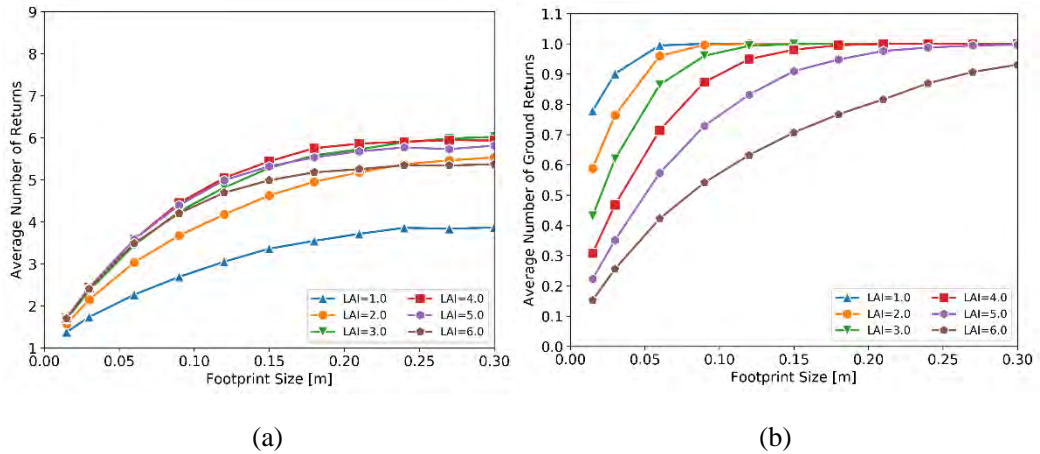 9
8
7
6
5
4
3
2
1
Average Number of Returns
0.00 0.05 0.10 0.15 0.20 0.25 0.30
Footprint Size [m]
LAI=1.0 LAI=4.0
LAI=2.0 LAI=5.0
LAI=3.0 LAI=6.0
(a)
1.1
1.0
0.9
0.8
0.7
0.6
0.5
0.4
0.3
0.2
0.1
0.0
Average Number of Ground Returns
0.00 0.05 0.10 0.15 0.20 0.25 0.30
Footprint Size [m]
LAI=1.0 LAI=4.0
LAI=2.0 LAI=5.0
LAI=3.0 LAI=6.0
(b)